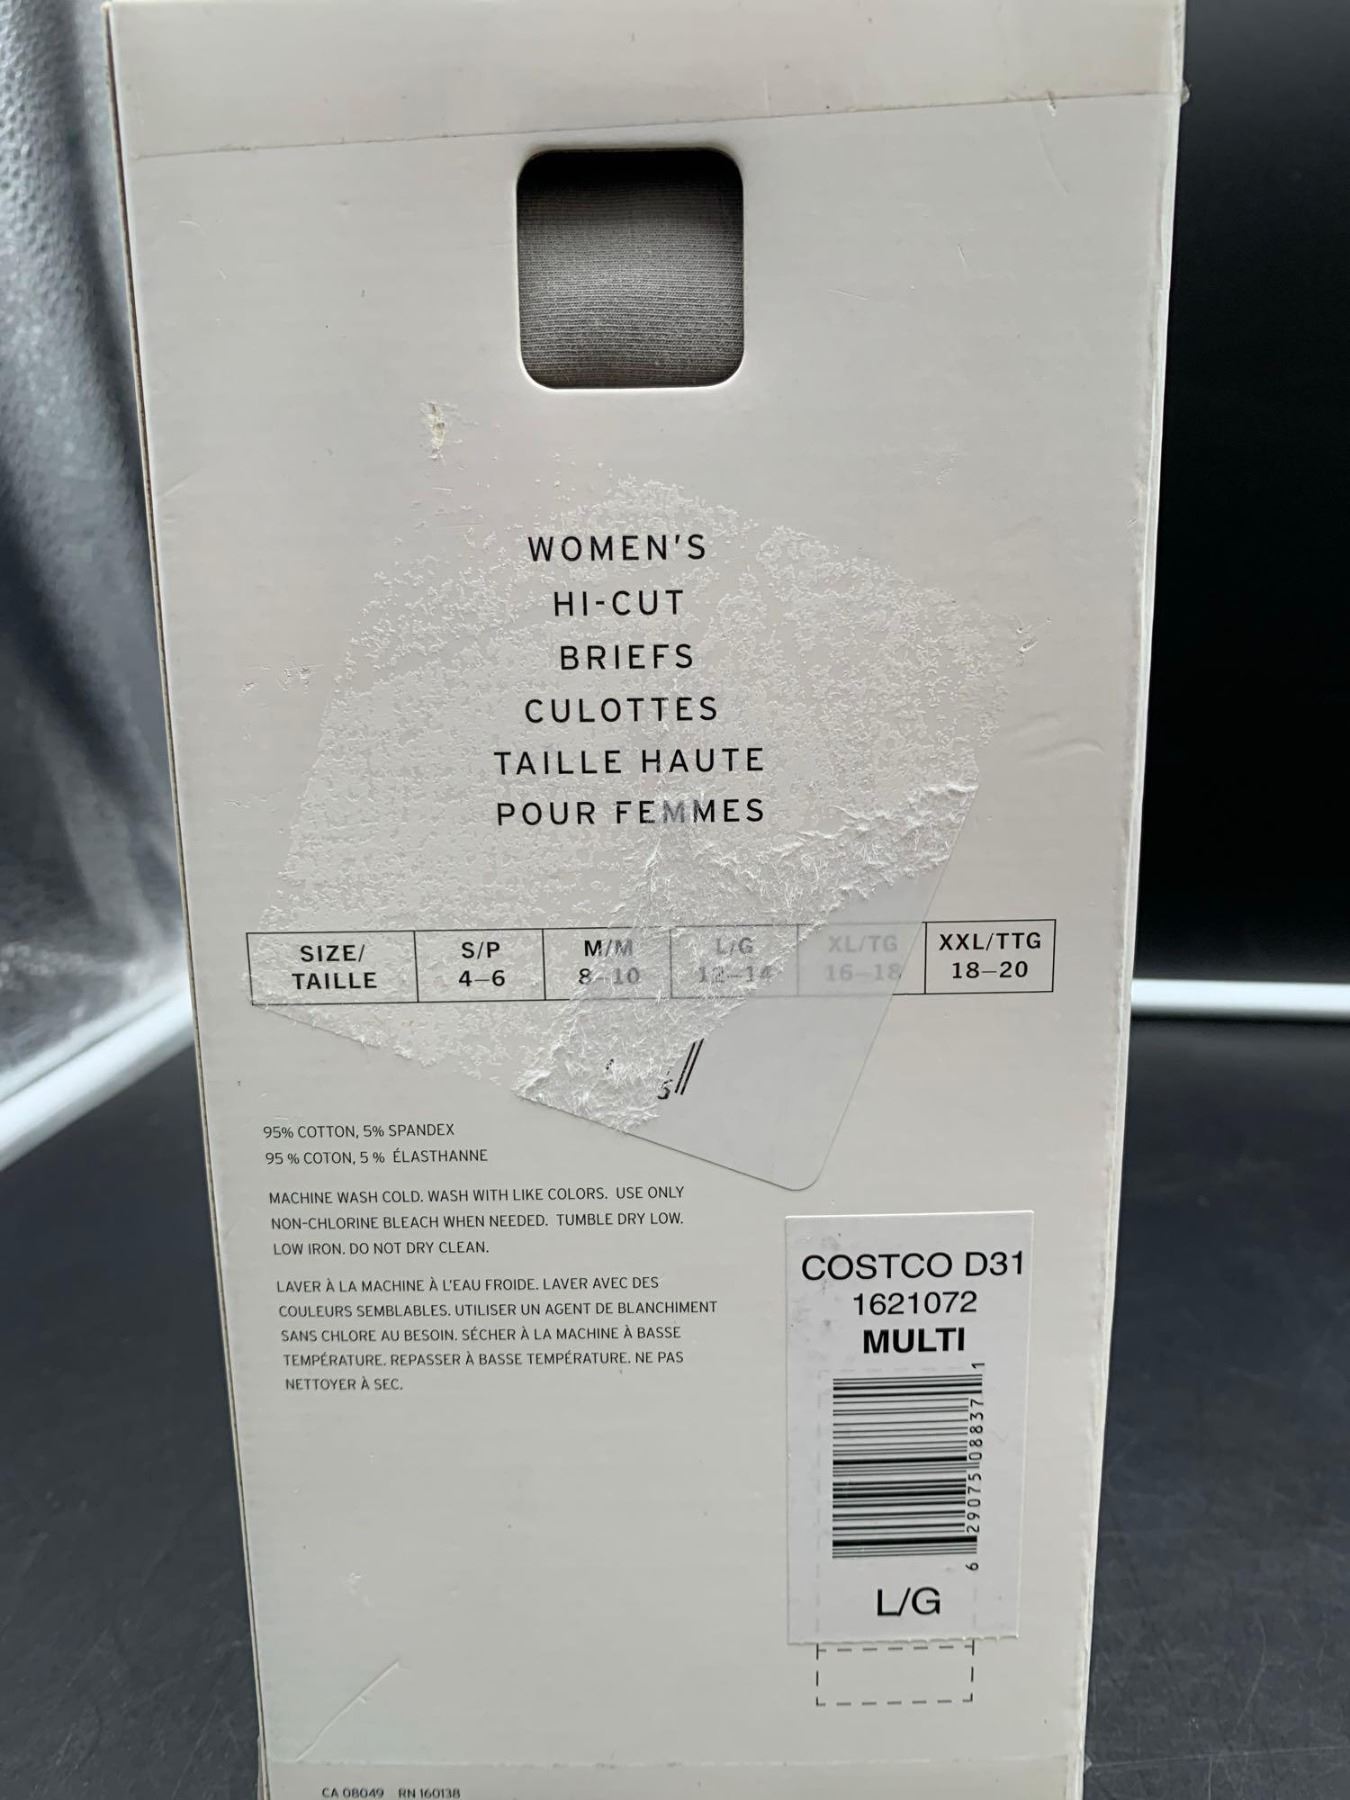 WOMEN'S
HI-CUT
BRIEFS
CULOTTES
TAILLE HAUTE
POUR FEMMES
SIZE/ S/P M/M L/G XL/TG XXL/TTG
TAILLE 4–6 8–10 12–14 16–18 18–20
95% COTTON, 5% SPANDEX
95 % COTON, 5 % ÉLASTHANNE
MACHINE WASH COLD. WASH WITH LIKE COLORS. USE ONLY
NON-CHLORINE BLEACH WHEN NEEDED. TUMBLE DRY LOW.
LOW IRON. DO NOT DRY CLEAN.
LAVER À LA MACHINE À L'EAU FROIDE. LAVER AVEC DES
COULEURS SEMBLABLES. UTILISER UN AGENT DE BLANCHIMENT
SANS CHLORE AU BESOIN. SÉCHER À LA MACHINE À BASSE
TEMPÉRATURE. REPASSER À BASSE TEMPÉRATURE. NE PAS
NETTOYER À SEC.
COSTCO D31
1621072
MULTI
6 29075 08837 1
L/G
CA 08049 RN 160138